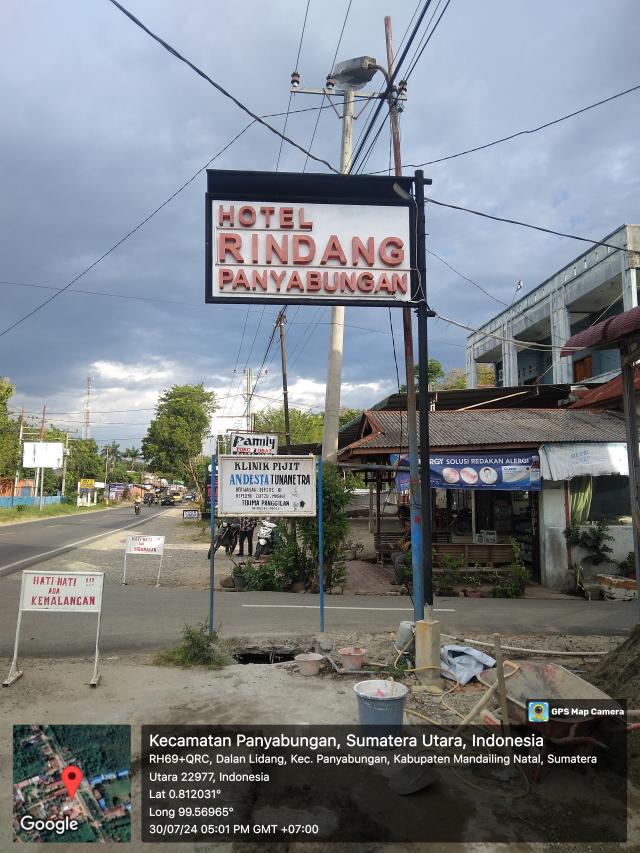 HOTEL
RINDANG
PANYABUNGAN
Family
KLINIK PIJIT
ANDESTA TUNANETRA
TERIMA PANGGILAN
HATI-HATI !!!
ADA
KEMALANGAN
RGY SOLUSI REDAKAN ALERGI
GPS Map Camera
Kecamatan Panyabungan, Sumatera Utara, Indonesia
RH69+QRC, Dalan Lidang, Kec. Panyabungan, Kabupaten Mandailing Natal, Sumatera
Utara 22977, Indonesia
Lat 0.812031°
Long 99.56965°
30/07/24 05:01 PM GMT +07:00
Google